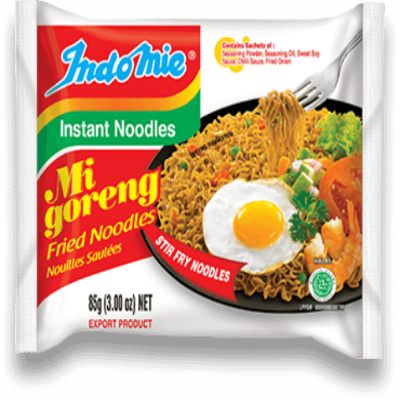 Indomie
Instant Noodles
Mi
goreng
Fried Noodles
Nouilles Sautées
85g (3.00 oz) NET
EXPORT PRODUCT
Contains Sachets of :
Seasoning Powder, Seasoning Oil, Sweet Soy
Sauce, Chilli Sauce, Fried Onion
STIR FRY NOODLES